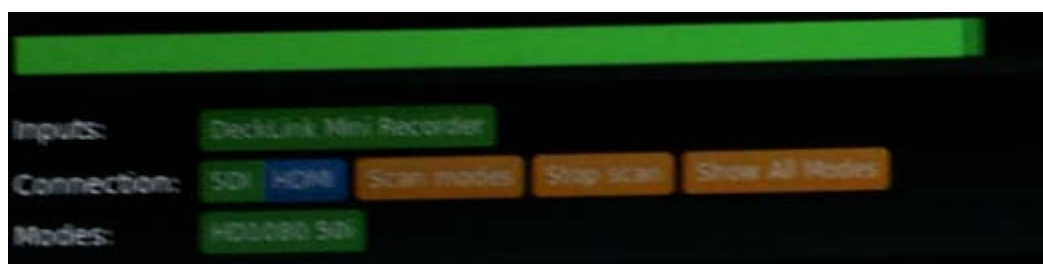 Inputs: DeckLink Mini Recorder
Connection: SDI HDMI Scan modes Stop scan Show All Modes
Modes: HD1080 50i